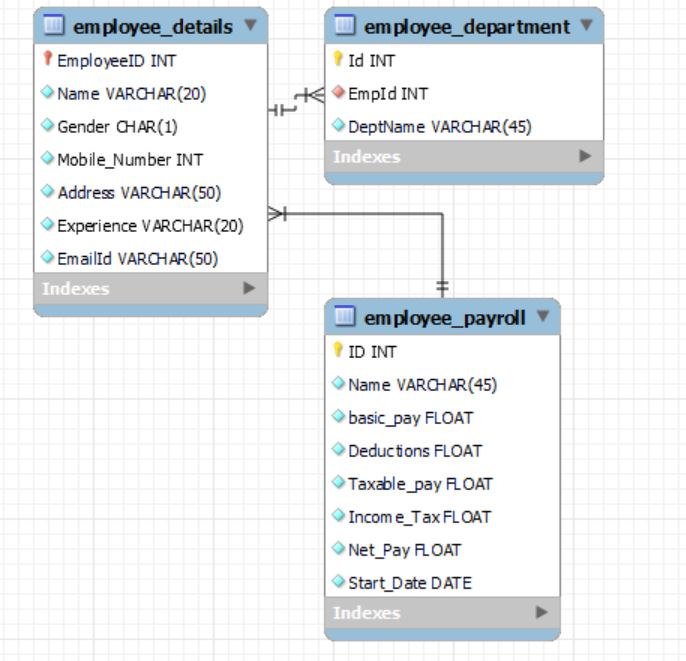 employee_details
EmployeeID INT
Name VARCHAR(20)
Gender CHAR(1)
Mobile_Number INT
Address VARCHAR(50)
Experience VARCHAR(20)
EmailId VARCHAR(50)
Indexes
employee_department
Id INT
EmpId INT
DeptName VARCHAR(45)
Indexes
employee_payroll
ID INT
Name VARCHAR(45)
basic_pay FLOAT
Deductions FLOAT
Taxable_pay FLOAT
Income_Tax FLOAT
Net_Pay FLOAT
Start_Date DATE
Indexes